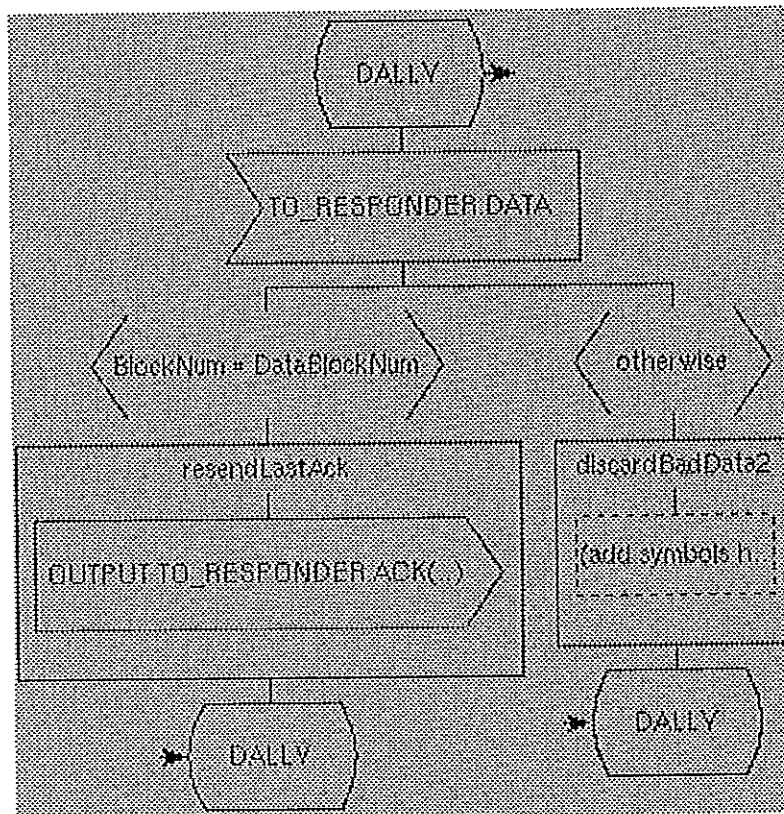 DALLY
TO_RESPONDER.DATA
BlockNum = DataBlockNum
otherwise
resendLastAck
discardBadData2
OUTPUT.TO_RESPONDER.ACK(..)
(add.symbols.h.
DALLY
DALLY